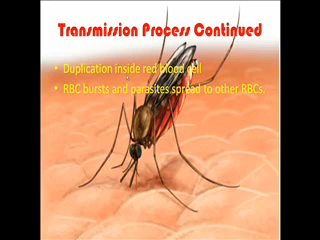 Transmission Process Continued
• Duplication inside red blood cell
• RBC bursts and parasites spread to other RBCs.